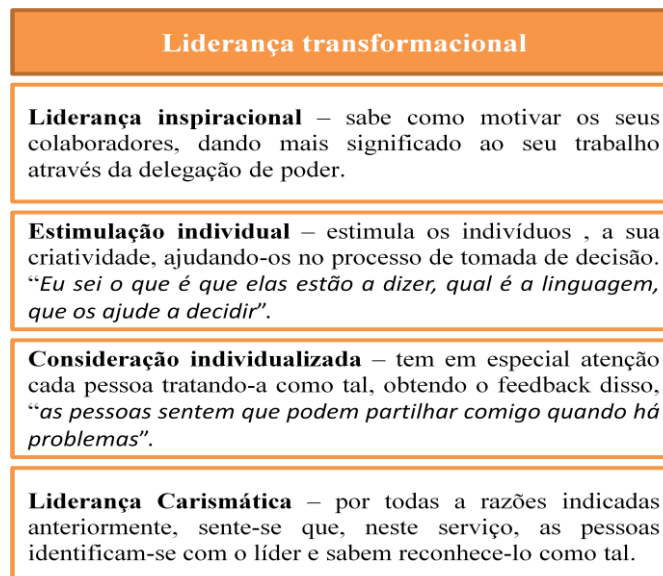 Liderança transformacional
Liderança inspiracional – sabe como motivar os seus
colaboradores, dando mais significado ao seu trabalho
através da delegação de poder.
Estimulação individual – estimula os indivíduos , a sua
criatividade, ajudando-os no processo de tomada de decisão.
“Eu sei o que é que elas estão a dizer, qual é a linguagem,
que os ajude a decidir”.
Consideração individualizada – tem em especial atenção
cada pessoa tratando-a como tal, obtendo o feedback disso,
“as pessoas sentem que podem partilhar comigo quando há
problemas”.
Liderança Carismática – por todas a razões indicadas
anteriormente, sente-se que, neste serviço, as pessoas
identificam-se com o líder e sabem reconhece-lo como tal.